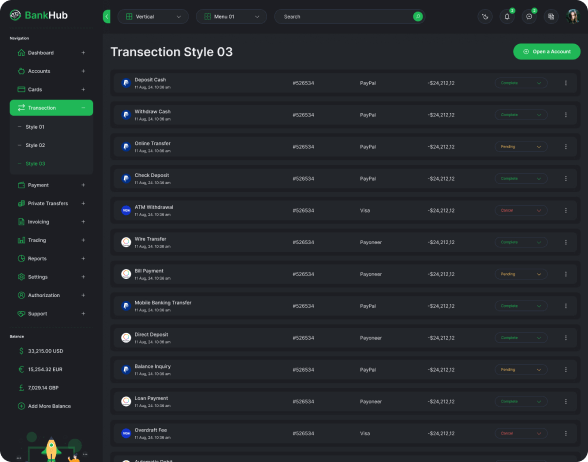 BankHub
Vertical
Menu 01
Search
Navigation
Dashboard
Accounts
Cards
Transaction
Style 01
Style 02
Style 03
Payment
Private Transfers
Invoicing
Trading
Reports
Settings
Authorization
Support
Balance
33,215.00 USD
15,254.32 EUR
7,029.14 GBP
Add More Balance
Transection Style 03
Open a Account
Deposit Cash
11 Aug, 24. 10:36 am
#526534
PayPal
-$24,212,12
Complete
Withdraw Cash
11 Aug, 24. 10:36 am
#526534
PayPal
-$24,212,12
Complete
Online Transfer
11 Aug, 24. 10:36 am
#526534
PayPal
-$24,212,12
Pending
Check Deposit
11 Aug, 24. 10:36 am
#526534
PayPal
-$24,212,12
Complete
ATM Withdrawal
11 Aug, 24. 10:36 am
#526534
Visa
-$24,212,12
Cancel
Wire Transfer
11 Aug, 24. 10:36 am
#526534
Payoneer
-$24,212,12
Complete
Bill Payment
11 Aug, 24. 10:36 am
#526534
Payoneer
-$24,212,12
Pending
Mobile Banking Transfer
11 Aug, 24. 10:36 am
#526534
PayPal
-$24,212,12
Complete
Direct Deposit
11 Aug, 24. 10:36 am
#526534
Payoneer
-$24,212,12
Complete
Balance Inquiry
11 Aug, 24. 10:36 am
#526534
PayPal
-$24,212,12
Pending
Loan Payment
11 Aug, 24. 10:36 am
#526534
Payoneer
-$24,212,12
Complete
Overdraft Fee
11 Aug, 24. 10:36 am
#526534
Visa
-$24,212,12
Cancel